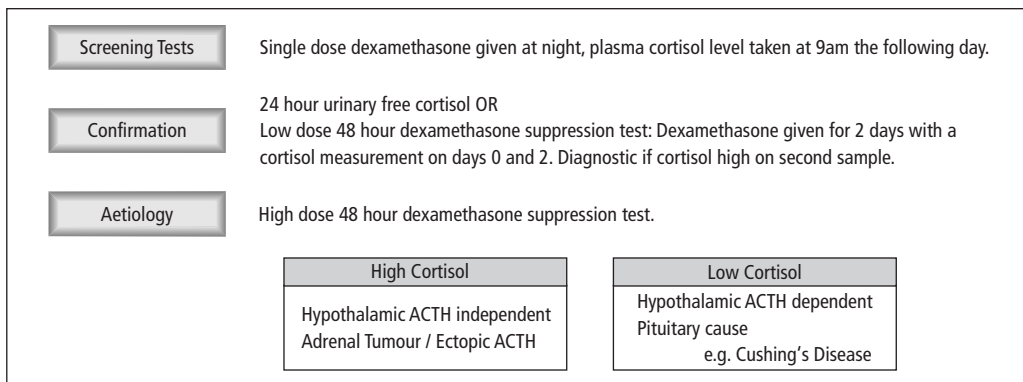 Screening Tests
Single dose dexamethasone given at night, plasma cortisol level taken at 9am the following day.
Confirmation
24 hour urinary free cortisol OR
Low dose 48 hour dexamethasone suppression test: Dexamethasone given for 2 days with a
cortisol measurement on days 0 and 2. Diagnostic if cortisol high on second sample.
Aetiology
High dose 48 hour dexamethasone suppression test.
High Cortisol
Hypothalamic ACTH independent
Adrenal Tumour / Ectopic ACTH
Low Cortisol
Hypothalamic ACTH dependent
Pituitary cause
e.g. Cushing's Disease